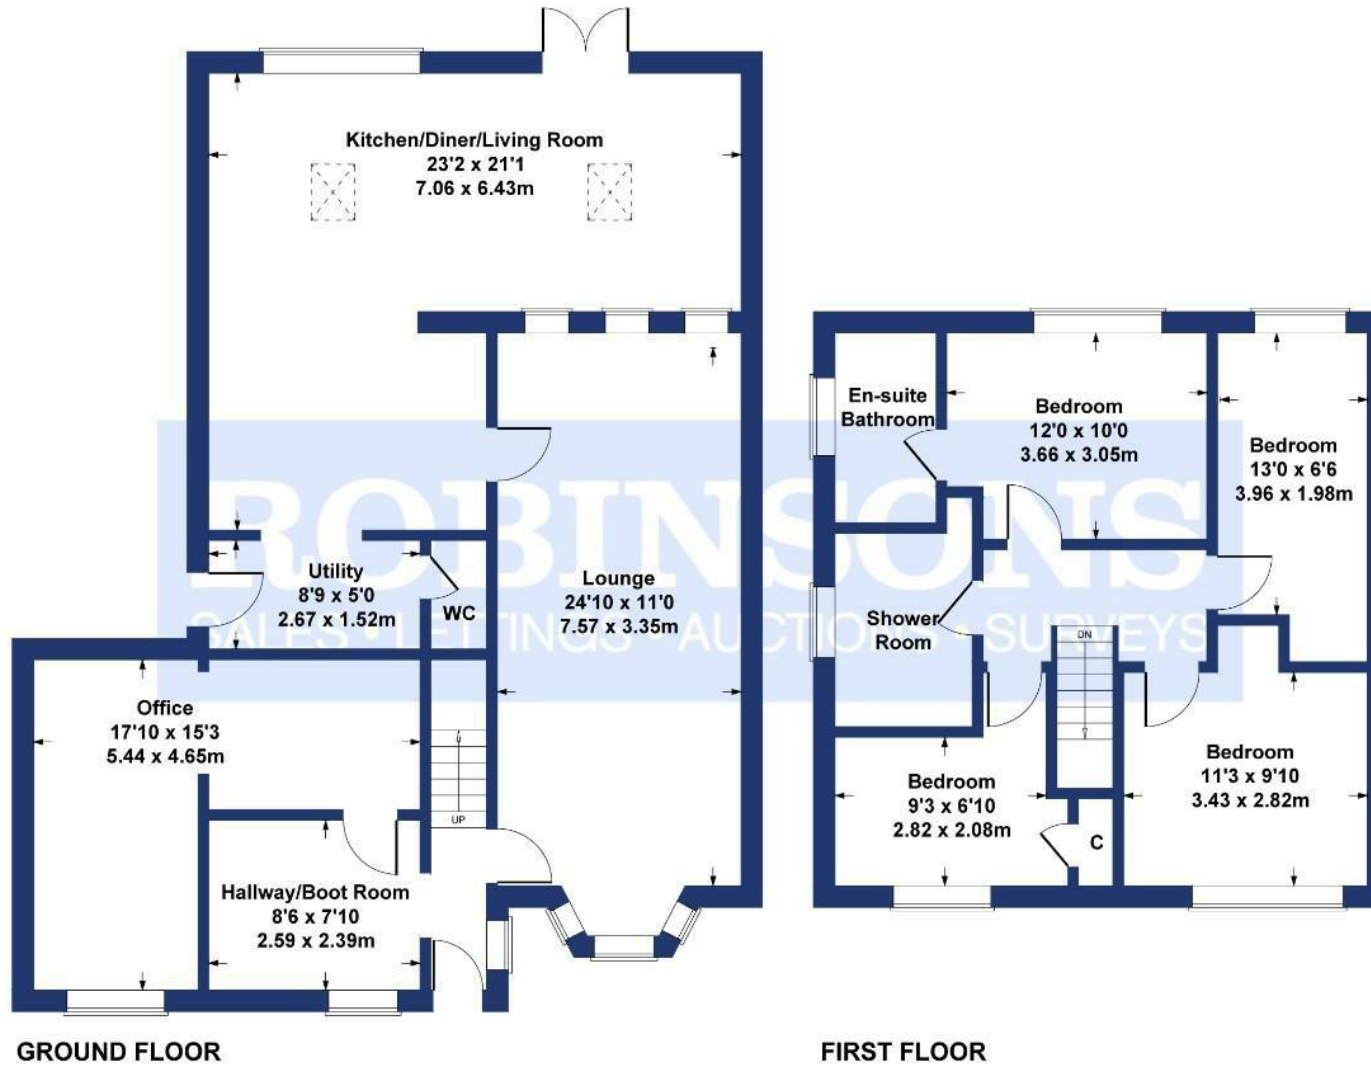 Kitchen/Diner/Living Room
23'2 x 21'1
7.06 x 6.43m
Utility
8'9 x 5'0
2.67 x 1.52m
WC
Lounge
24'10 x 11'0
7.57 x 3.35m
Office
17'10 x 15'3
5.44 x 4.65m
UP
Hallway/Boot Room
8'6 x 7'10
2.59 x 2.39m
GROUND FLOOR
En-suite
Bathroom
Bedroom
12'0 x 10'0
3.66 x 3.05m
Bedroom
13'0 x 6'6
3.96 x 1.98m
Shower
Room
DN
Bedroom
9'3 x 6'10
2.82 x 2.08m
C
Bedroom
11'3 x 9'10
3.43 x 2.82m
FIRST FLOOR
ROBINSONS
SALES • LETTINGS • AUCTIONS • SURVEYS